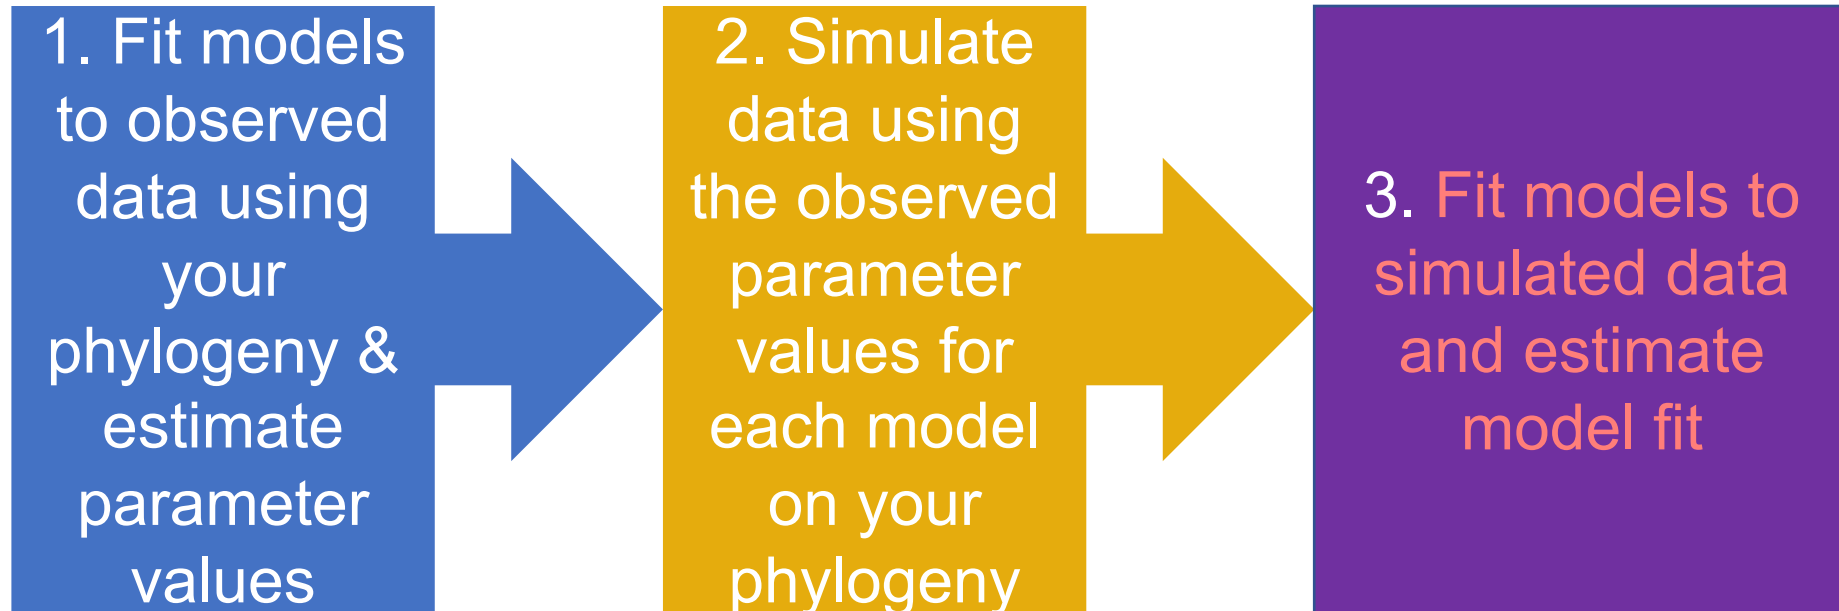 1. Fit models
to observed
data using
your
phylogeny &
estimate
parameter
values
2. Simulate
data using
the observed
parameter
values for
each model
on your
phylogeny
3. Fit models to
simulated data
and estimate
model fit